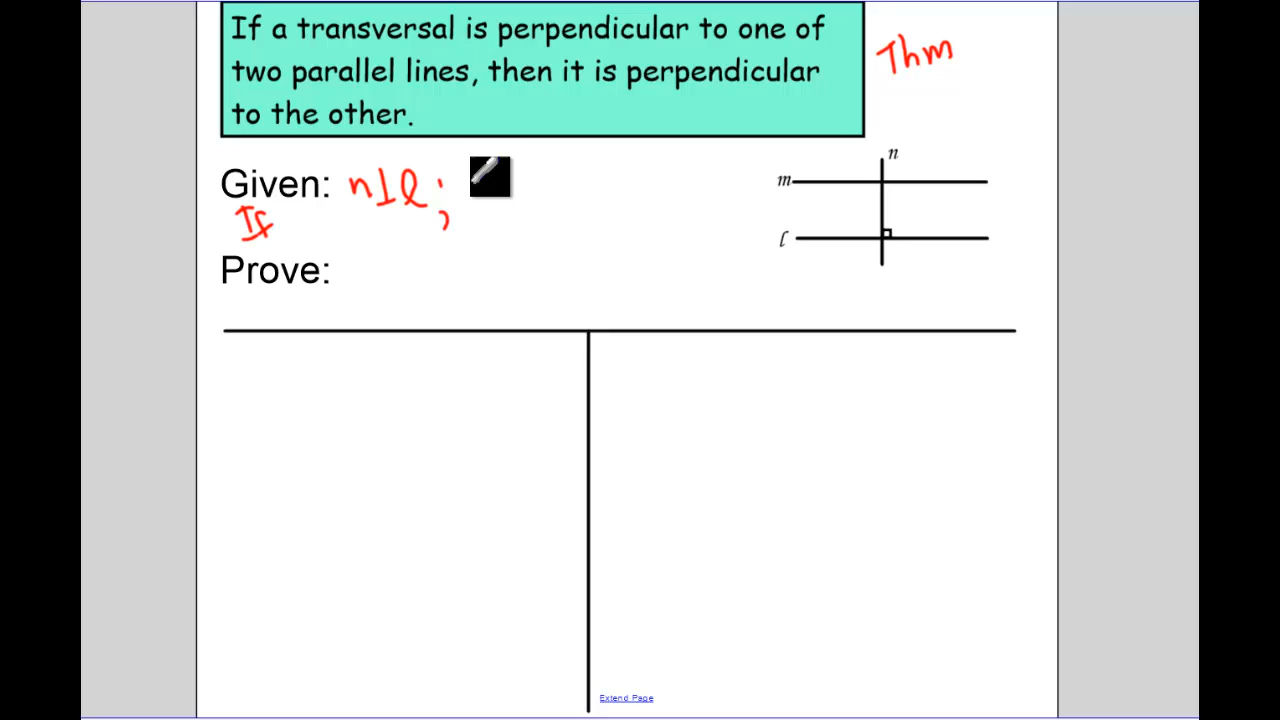 If a transversal is perpendicular to one of
two parallel lines, then it is perpendicular
to the other.
Thm
Given: n⊥l;
If
Prove:
n
m
l
Extend Page